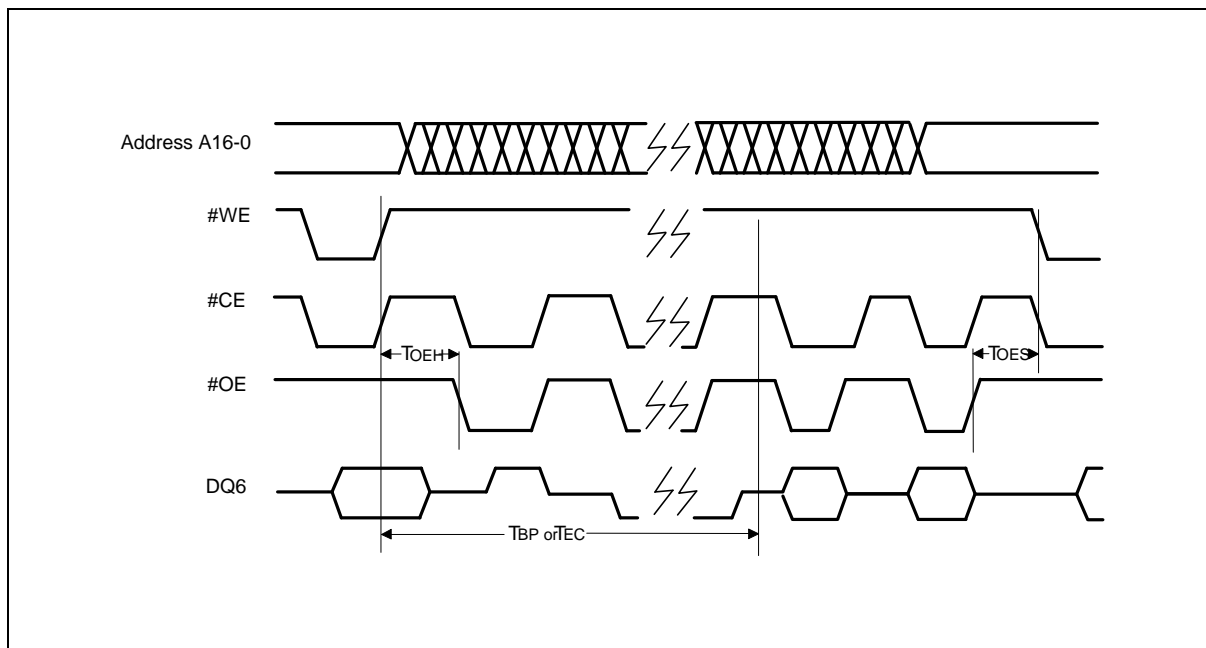 Address A16-0
#WE
#CE
TOEH
TOES
#OE
DQ6
TBP orTEC